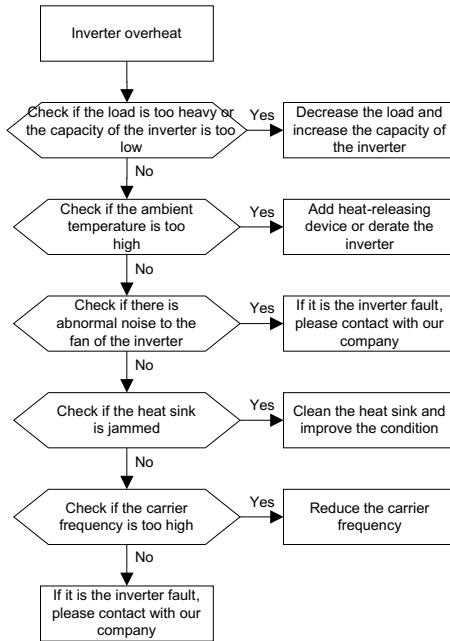 Inverter overheat
Check if the load is too heavy or
the capacity of the inverter is too
low
Yes
Decrease the load and
increase the capacity of
the inverter
No
Check if the ambient
temperature is too
high
Yes
Add heat-releasing
device or derate the
inverter
No
Check if there is
abnormal noise to the
fan of the inverter
Yes
If it is the inverter fault,
please contact with our
company
No
Check if the heat sink
is jammed
Yes
Clean the heat sink and
improve the condition
No
Check if the carrier
frequency is too high
Yes
Reduce the carrier
frequency
No
If it is the inverter fault,
please contact with our
company